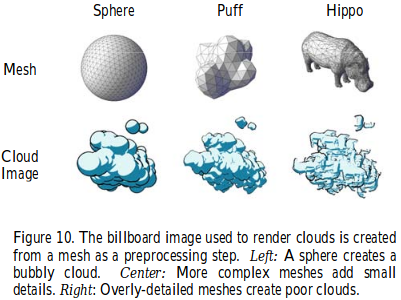 Sphere Puff Hippo
Mesh
Cloud
Image
Figure 10. The billboard image used to render clouds is created
from a mesh as a preprocessing step. Left: A sphere creates a
bubbly cloud. Center: More complex meshes add small
details. Right: Overly-detailed meshes create poor clouds.